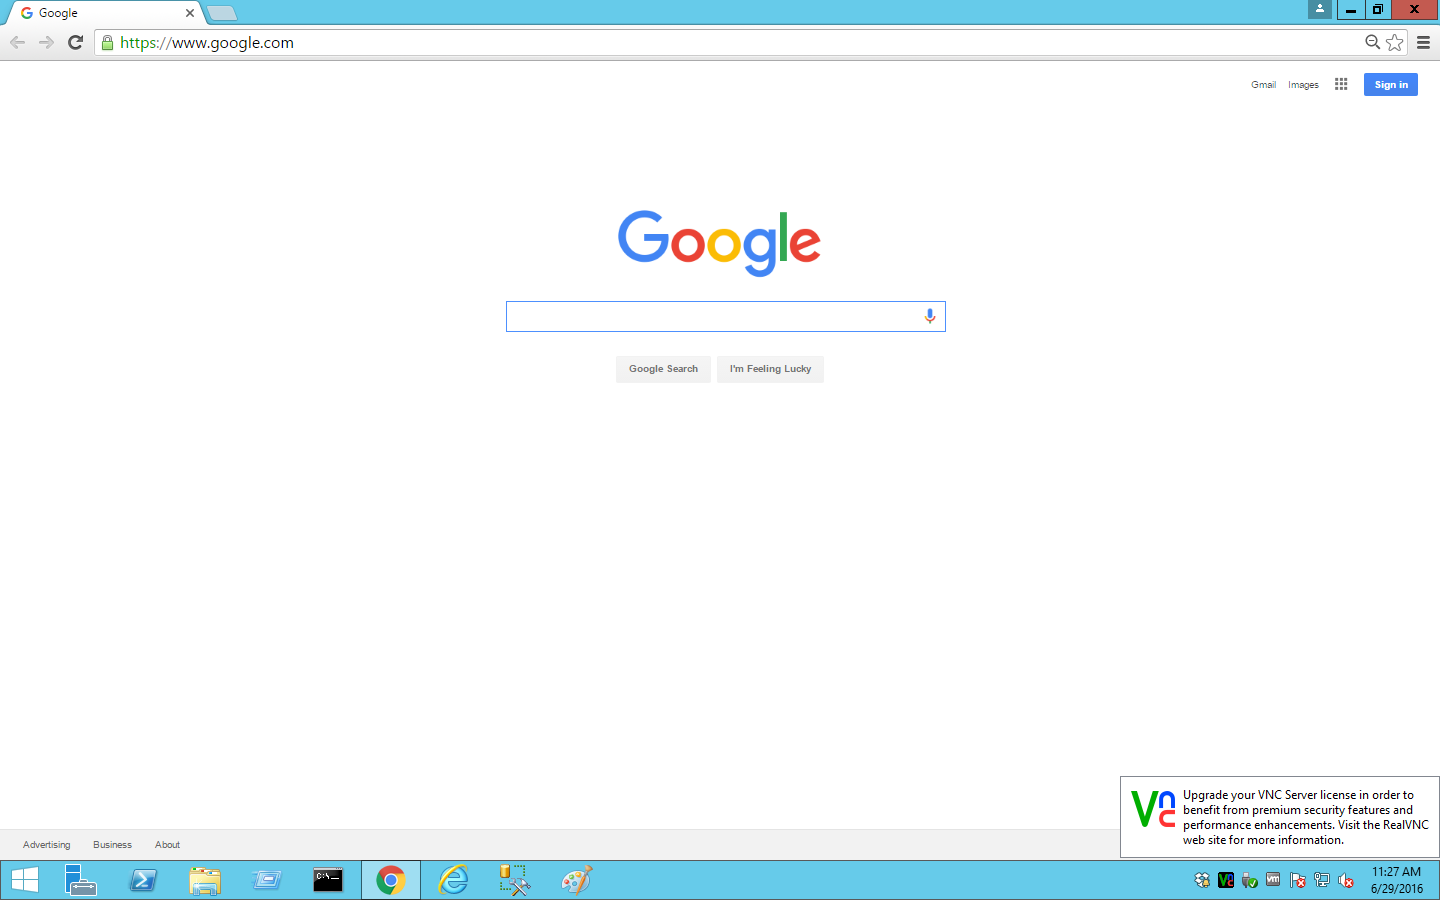 Google
https://www.google.com
Gmail Images Sign in
Google
Google Search I'm Feeling Lucky
Upgrade your VNC Server license in order to
benefit from premium security features and
performance enhancements. Visit the RealVNC
web site for more information.
Advertising Business About
C:\
11:27 AM
6/29/2016